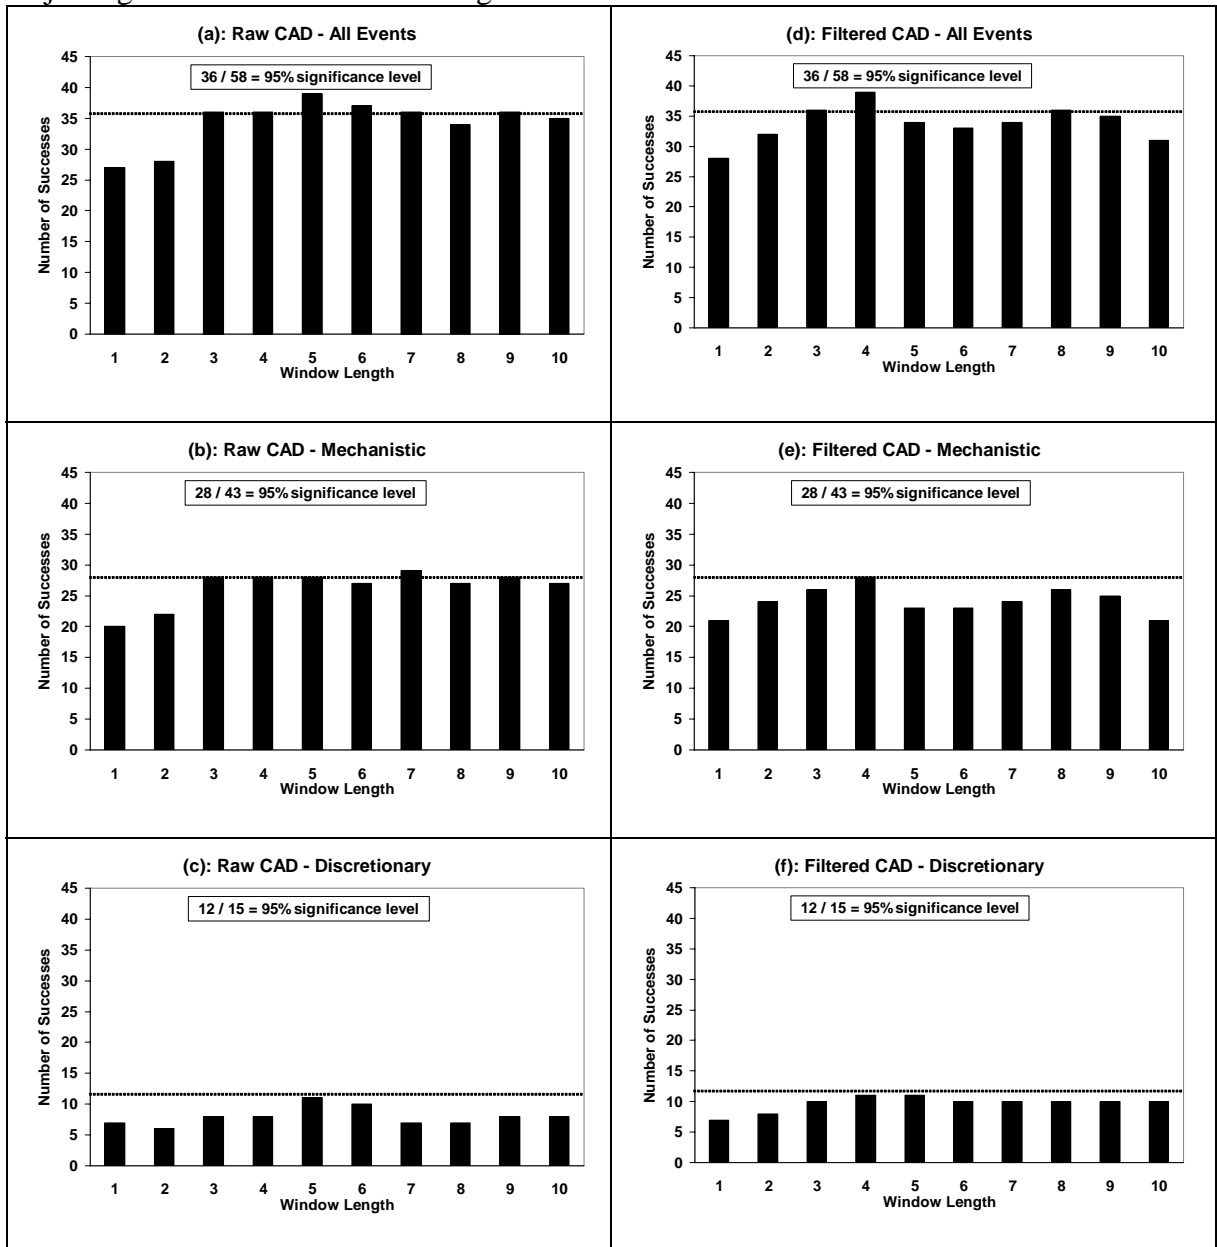 (a): Raw CAD - All Events
36 / 58 = 95% significance level
Number of Successes
45
40
35
30
25
20
15
10
5
0
1 2 3 4 5 6 7 8 9 10
Window Length
(d): Filtered CAD - All Events
36 / 58 = 95% significance level
Number of Successes
45
40
35
30
25
20
15
10
5
0
1 2 3 4 5 6 7 8 9 10
Window Length
(b): Raw CAD - Mechanistic
28 / 43 = 95% significance level
Number of Successes
45
40
35
30
25
20
15
10
5
0
1 2 3 4 5 6 7 8 9 10
Window Length
(e): Filtered CAD - Mechanistic
28 / 43 = 95% significance level
Number of Successes
45
40
35
30
25
20
15
10
5
0
1 2 3 4 5 6 7 8 9 10
Window Length
(c): Raw CAD - Discretionary
12 / 15 = 95% significance level
Number of Successes
45
40
35
30
25
20
15
10
5
0
1 2 3 4 5 6 7 8 9 10
Window Length
(f): Filtered CAD - Discretionary
12 / 15 = 95% significance level
Number of Successes
45
40
35
30
25
20
15
10
5
0
1 2 3 4 5 6 7 8 9 10
Window Length